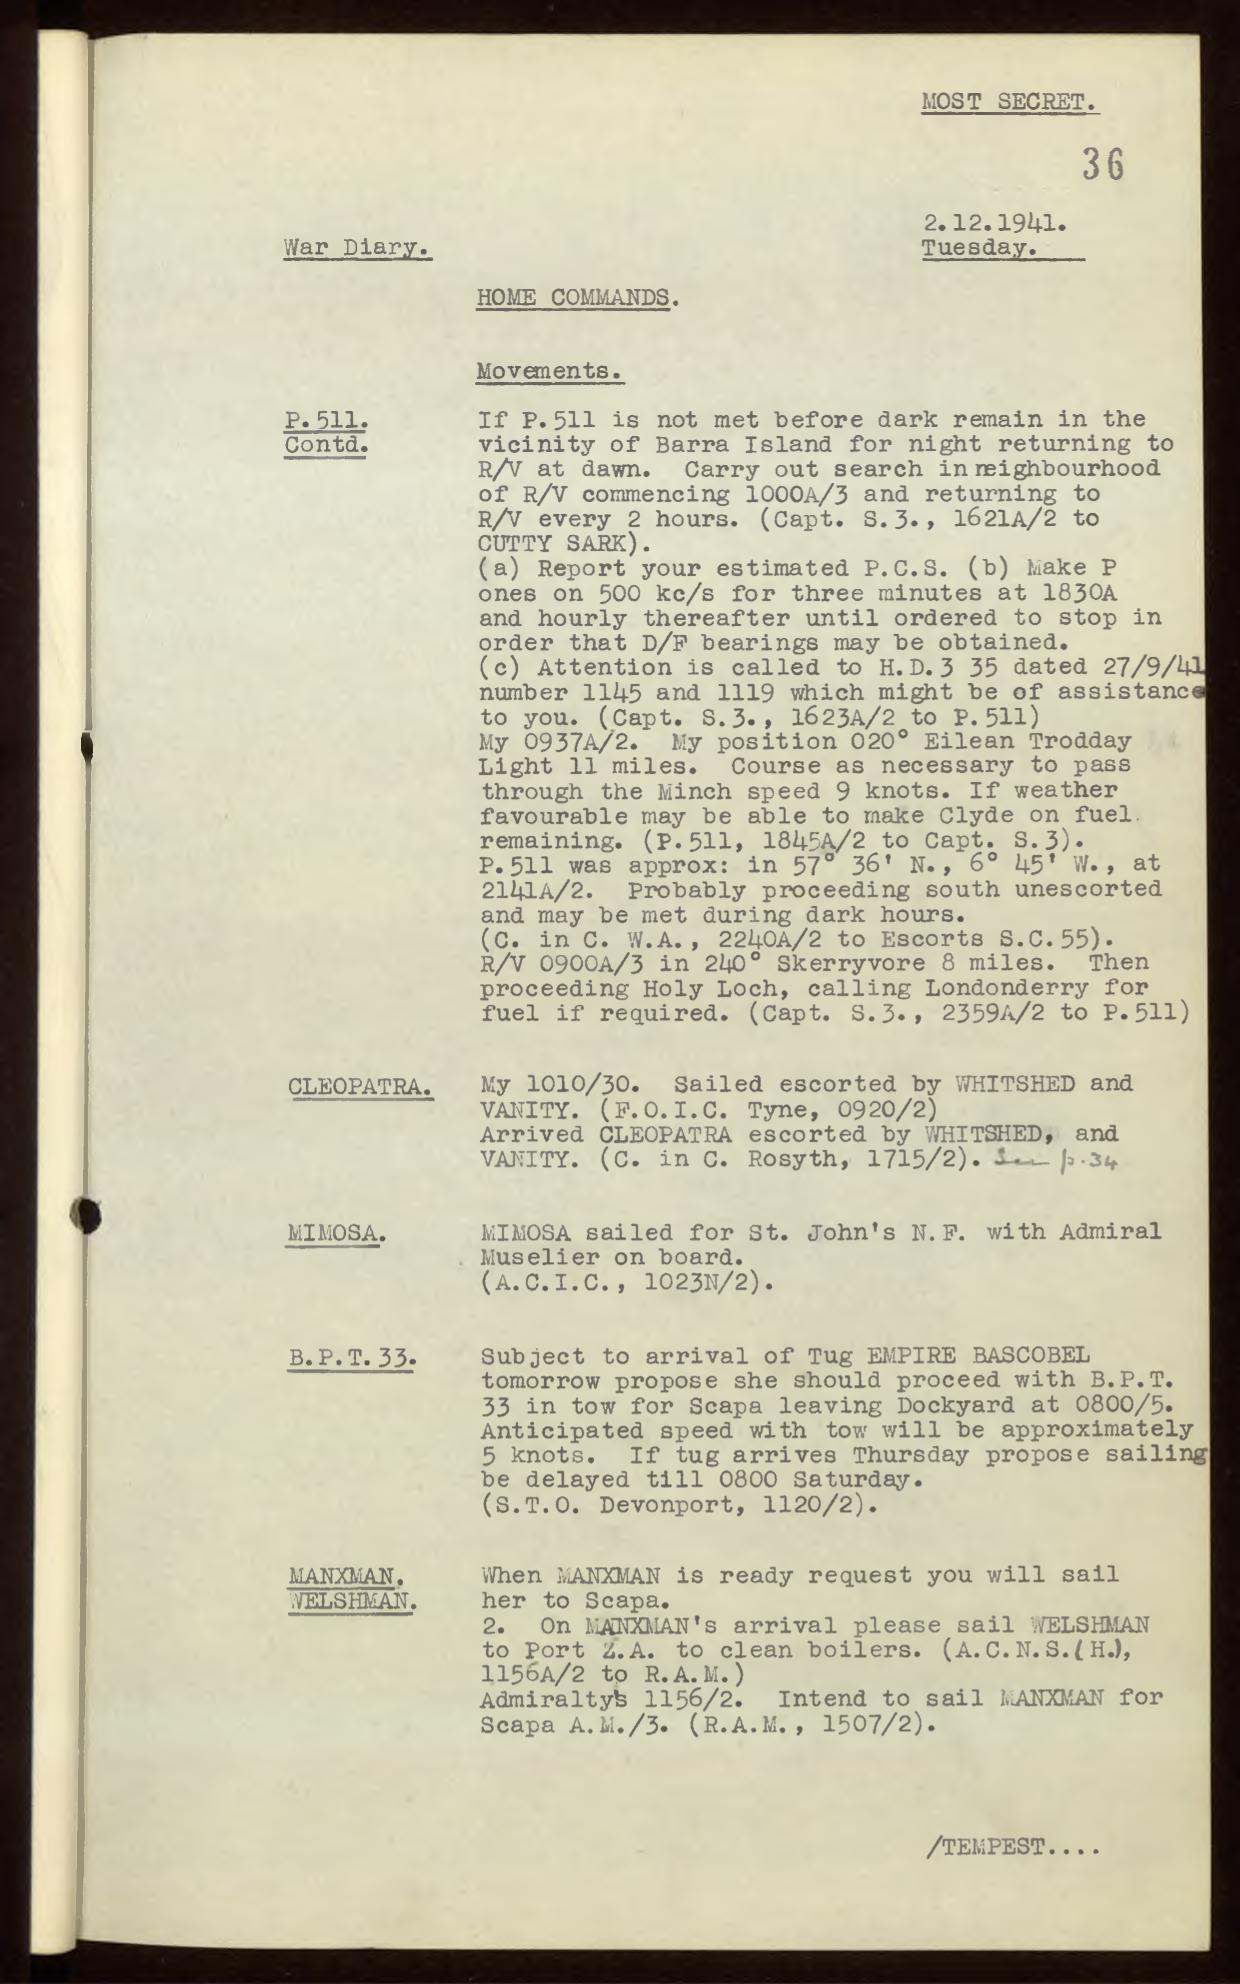 MOST SECRET.
36
2.12.1941.
War Diary.
Tuesday.
HOME COMMANDS.
Movements.
P.511.
Contd.
If P.511 is not met before dark remain in the
vicinity of Barra Island for night returning to
R/V at dawn. Carry out search in neighbourhood
of R/V commencing 1000A/3 and returning to
R/V every 2 hours. (Capt. S.3., 1621A/2 to
CUTTY SARK).
(a) Report your estimated P.C.S. (b) Make P
ones on 500 kc/s for three minutes at 1830A
and hourly thereafter until ordered to stop in
order that D/F bearings may be obtained.
(c) Attention is called to H.D.3 35 dated 27/9/41
number 1145 and 1119 which might be of assistance
to you. (Capt. S.3., 1623A/2 to P.511)
My 0937A/2. My position 020° Eilean Trodday
Light 11 miles. Course as necessary to pass
through the Minch speed 9 knots. If weather
favourable may be able to make Clyde on fuel
remaining. (P.511, 1845A/2 to Capt. S.3).
P.511 was approx: in 57° 36' N., 6° 45' W., at
2141A/2. Probably proceeding south unescorted
and may be met during dark hours.
(C. in C. W.A., 2240A/2 to Escorts S.C.55).
R/V 0900A/3 in 240° Skerryvore 8 miles. Then
proceeding Holy Loch, calling Londonderry for
fuel if required. (Capt. S.3., 2359A/2 to P.511)
CLEOPATRA.
My 1010/30. Sailed escorted by WHITSHED and
VANITY. (F.O.I.C. Tyne, 0920/2)
Arrived CLEOPATRA escorted by WHITSHED, and
VANITY. (C. in C. Rosyth, 1715/2). See p.34
MIMOSA.
MIMOSA sailed for St. John's N.F. with Admiral
Muselier on board.
(A.C.I.C., 1023N/2).
B.P.T.33.
Subject to arrival of Tug EMPIRE BASCOBEL
tomorrow propose she should proceed with B.P.T.
33 in tow for Scapa leaving Dockyard at 0800/5.
Anticipated speed with tow will be approximately
5 knots. If tug arrives Thursday propose sailing
be delayed till 0800 Saturday.
(S.T.O. Devonport, 1120/2).
MANXMAN.
WELSHMAN.
When MANXMAN is ready request you will sail
her to Scapa.
2. On MANXMAN's arrival please sail WELSHMAN
to Port Z.A. to clean boilers. (A.C.N.S.(H.),
1156A/2 to R.A.M.)
Admiralty's 1156/2. Intend to sail MANXMAN for
Scapa A.M./3. (R.A.M., 1507/2).
/TEMPEST....